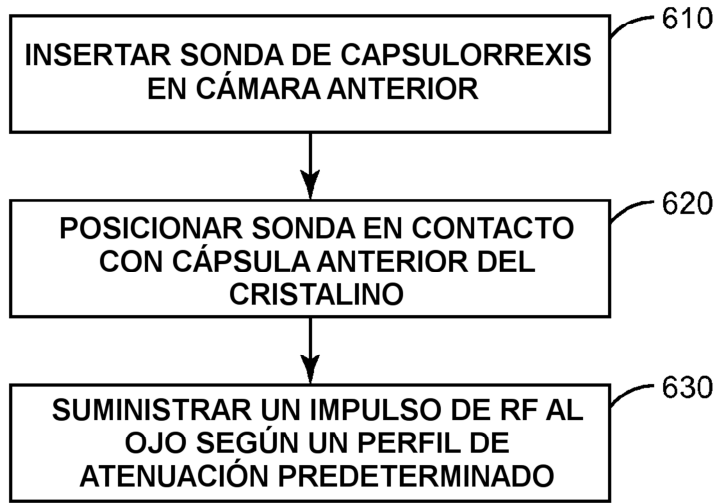 610
INSERTAR SONDA DE CAPSULORREXIS
EN CÁMARA ANTERIOR
620
POSICIONAR SONDA EN CONTACTO
CON CÁPSULA ANTERIOR DEL
CRISTALINO
630
SUMINISTRAR UN IMPULSO DE RF AL
OJO SEGÚN UN PERFIL DE
ATENUACIÓN PREDETERMINADO